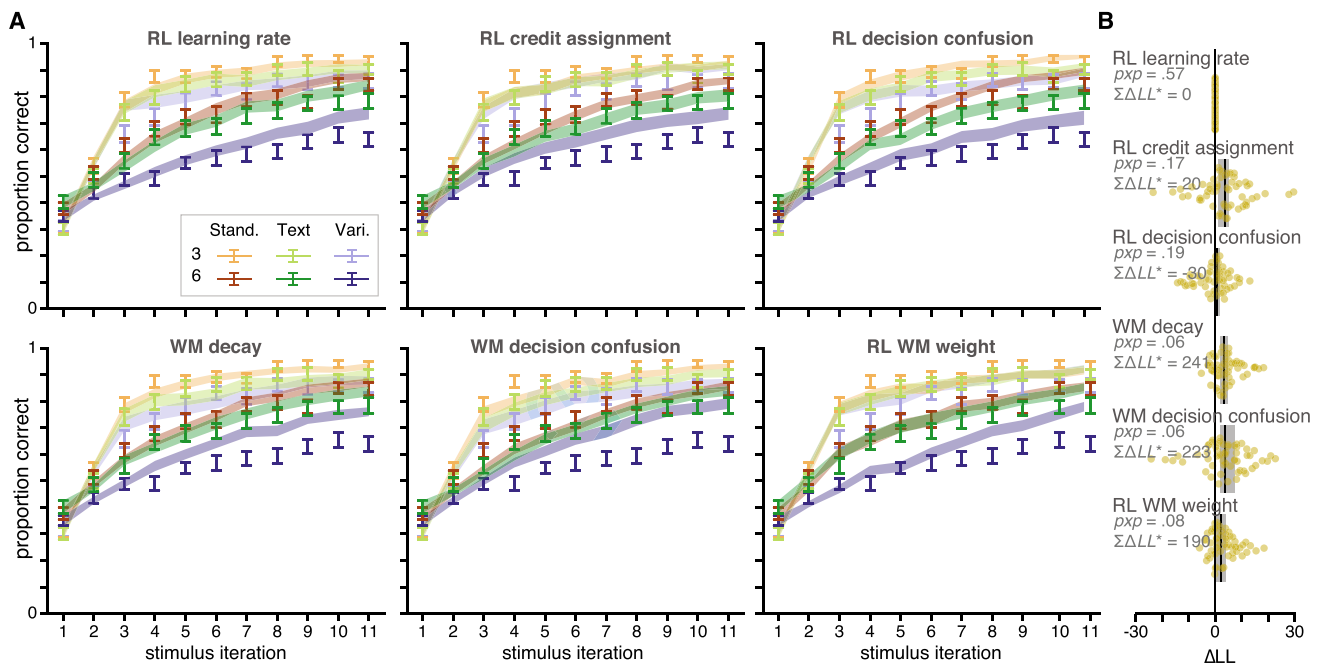 A
B
RL learning rate
RL credit assignment
RL decision confusion
1
proportion correct
0
Stand. Text Vari.
3
6
WM decay
WM decision confusion
RL WM weight
1
proportion correct
0
1 2 3 4 5 6 7 8 9 10 11
1 2 3 4 5 6 7 8 9 10 11
1 2 3 4 5 6 7 8 9 10 11
stimulus iteration
stimulus iteration
stimulus iteration
RL learning rate
pxp = .57
ΣΔLL* = 0
RL credit assignment
pxp = .17
ΣΔLL* = 20
RL decision confusion
pxp = .19
ΣΔLL* = -30
WM decay
pxp = .06
ΣΔLL* = 241
WM decision confusion
pxp = .06
ΣΔLL* = 223
RL WM weight
pxp = .08
ΣΔLL* = 190
-30 0 30
ΔLL